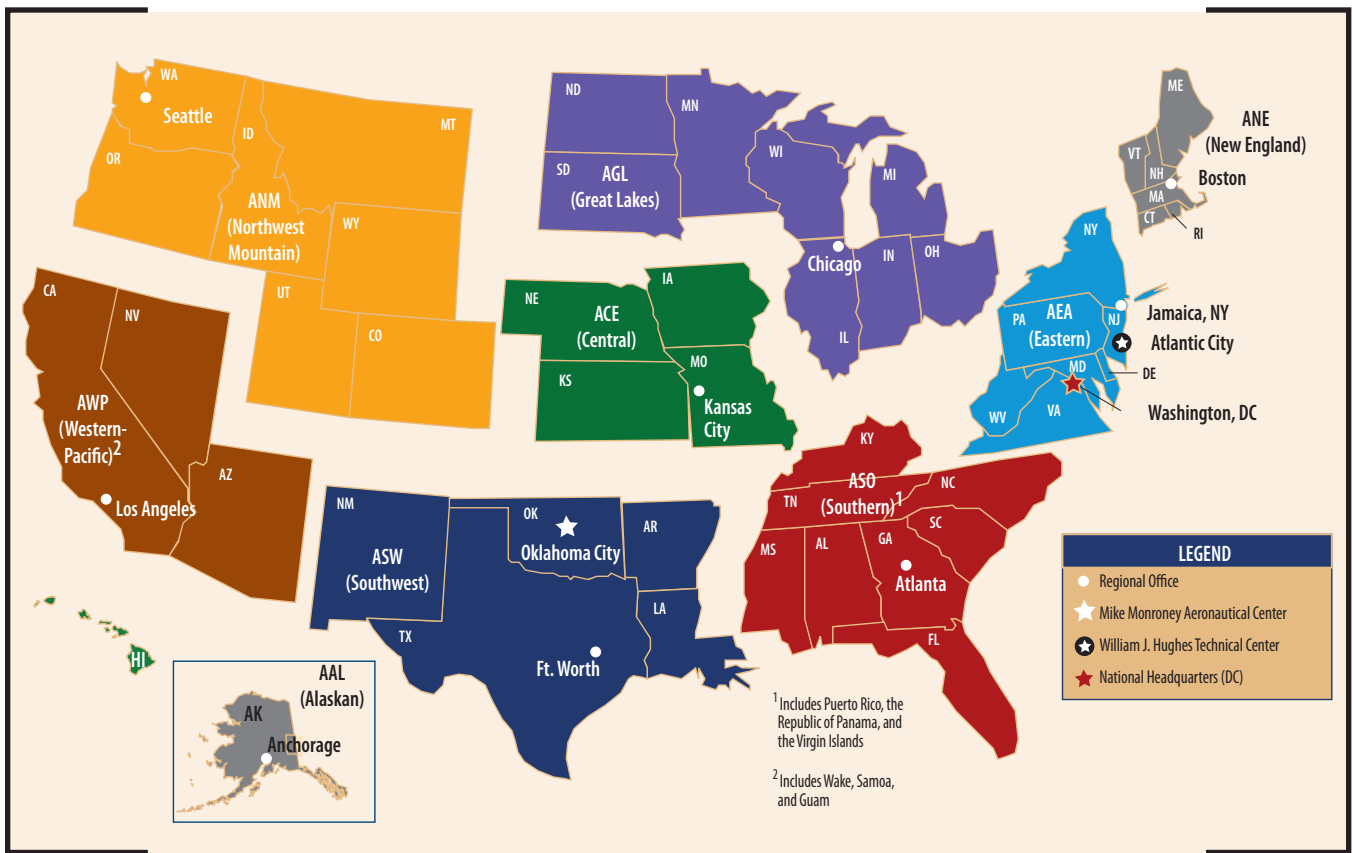 WA
Seattle
OR
ID
MT
ANM
(Northwest
Mountain)
WY
UT
CO
CA
NV
AWP
(Western-
Pacific)2
Los Angeles
AZ
HI
AAL
(Alaskan)
AK
Anchorage
ND
MN
SD
AGL
(Great Lakes)
WI
MI
Chicago
IL
IN
OH
NE
IA
ACE
(Central)
KS
MO
Kansas
City
NM
ASW
(Southwest)
OK
Oklahoma City
AR
TX
LA
Ft. Worth
KY
TN
ASO
(Southern)1
NC
SC
MS
AL
GA
Atlanta
FL
ME
ANE
(New England)
VT
NH
Boston
MA
CT
RI
NY
PA
AEA
(Eastern)
NJ
Jamaica, NY
Atlantic City
MD
DE
WV
VA
Washington, DC
LEGEND
Regional Office
Mike Monroney Aeronautical Center
William J. Hughes Technical Center
National Headquarters (DC)
1 Includes Puerto Rico, the
Republic of Panama, and
the Virgin Islands
2 Includes Wake, Samoa,
and Guam